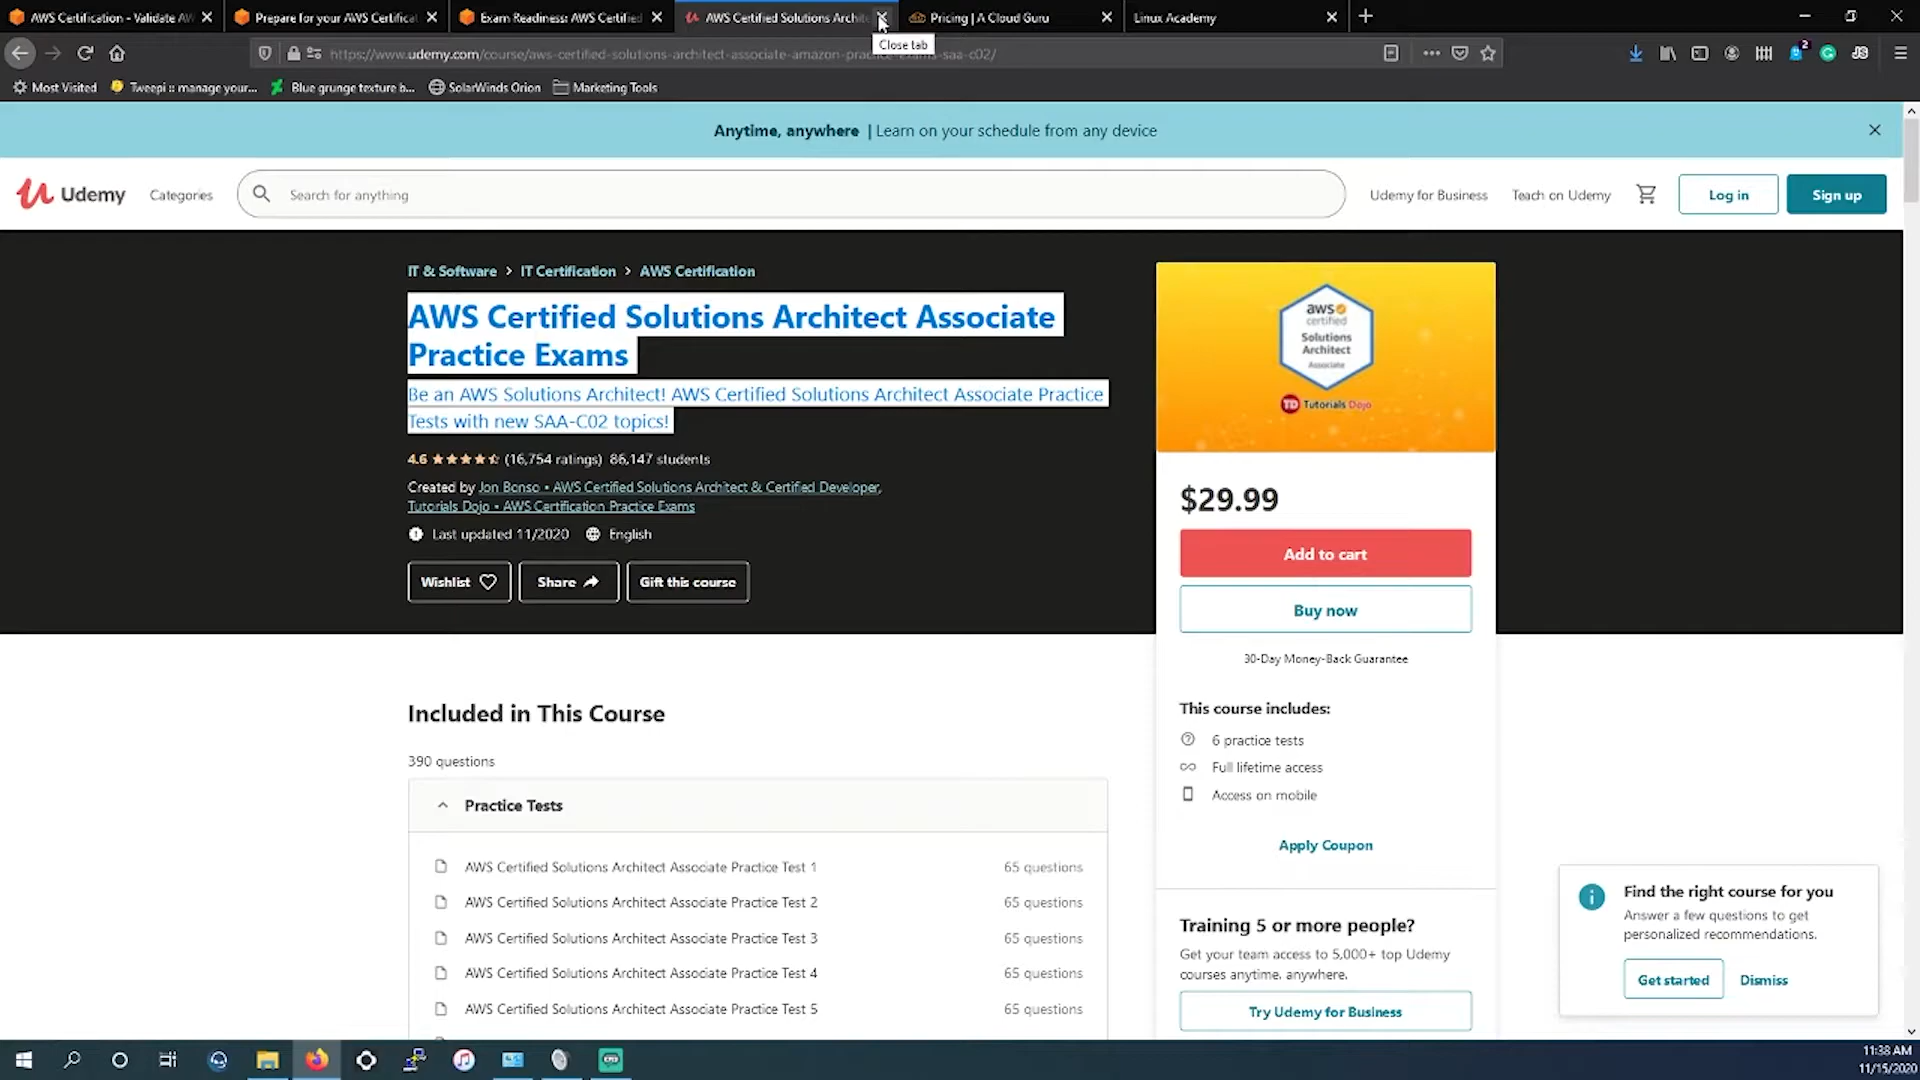 AWS Certification - Validate AW
Prepare for your AWS Certificat
Exam Readiness: AWS Certified
AWS Certified Solutions Archite
Pricing | A Cloud Guru
Linux Academy
Close tab
https://www.udemy.com/course/aws-certified-solutions-architect-associate-amazon-practice-exams-saa-c02/
2
Most Visited
Tweepi :: manage your...
Blue grunge texture b...
SolarWinds Orion
Marketing Tools
Anytime, anywhere | Learn on your schedule from any device
Udemy
Categories
Search for anything
Udemy for Business
Teach on Udemy
Log in
Sign up
IT & Software > IT Certification > AWS Certification
AWS Certified Solutions Architect Associate
Practice Exams
Be an AWS Solutions Architect! AWS Certified Solutions Architect Associate Practice
Tests with new SAA-C02 topics!
4.6 (16,754 ratings) 86,147 students
Created by Jon Bonso • AWS Certified Solutions Architect & Certified Developer,
Tutorials Dojo • AWS Certification Practice Exams
Last updated 11/2020 English
Wishlist
Share
Gift this course
aws
certified
Solutions
Architect
Associate
TD Tutorials Dojo
$29.99
Add to cart
Buy now
30-Day Money-Back Guarantee
This course includes:
6 practice tests
Full lifetime access
Access on mobile
Apply Coupon
Training 5 or more people?
Get your team access to 5,000+ top Udemy
courses anytime, anywhere.
Try Udemy for Business
Included in This Course
390 questions
Practice Tests
AWS Certified Solutions Architect Associate Practice Test 1 65 questions
AWS Certified Solutions Architect Associate Practice Test 2 65 questions
AWS Certified Solutions Architect Associate Practice Test 3 65 questions
AWS Certified Solutions Architect Associate Practice Test 4 65 questions
AWS Certified Solutions Architect Associate Practice Test 5 65 questions
Find the right course for you
Answer a few questions to get
personalized recommendations.
Get started
Dismiss
11:38 AM
11/15/2020